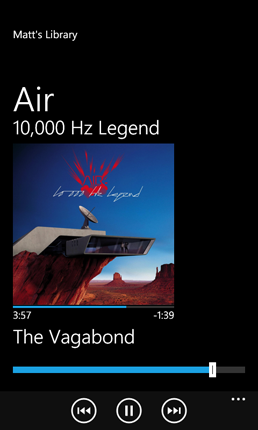 Matt's Library
Air
10,000 Hz Legend
10 000 Hz Legend
3:57
-1:39
The Vagabond